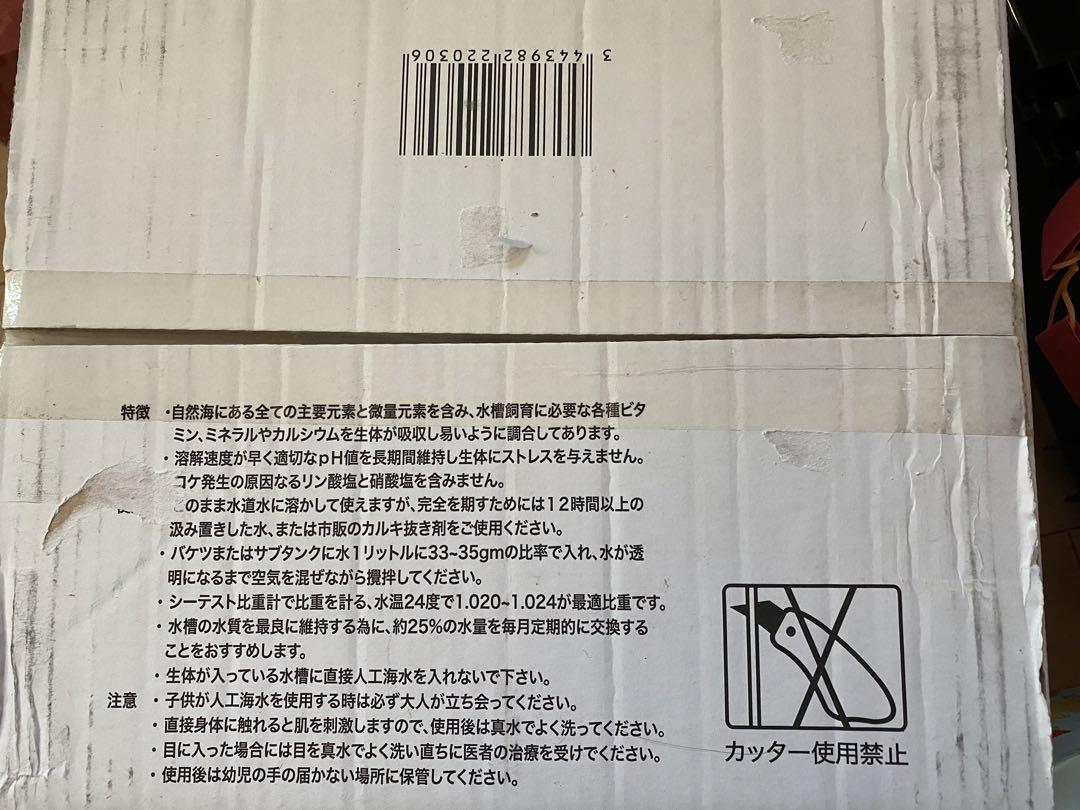 3 443982 220306
特徴 ・自然海にある全ての主要元素と微量元素を含み、水槽飼育に必要な各種ビタ
ミン、ミネラルやカルシウムを生体が吸収し易いように調合してあります。
・溶解速度が早く適切なpH値を長期間維持し生体にストレスを与えません。
コケ発生の原因なるリン酸塩と硝酸塩を含みません。
のまま水道水に溶かして使えますが、完全を期すためには12時間以上の
汲み置きした水、または市販のカルキ抜き剤をご使用ください。
・バケツまたはサブタンクに水1リットルに33~35gmの比率で入れ、水が透
明になるまで空気を混ぜながら攪拌してください。
・シーテスト比重計で比重を計る、水温24度で1.020~1.024が最適比重です。
・水槽の水質を最良に維持する為に、約25%の水量を毎月定期的に交換する
ことをおすすめします。
・生体が入っている水槽に直接人工海水を入れないで下さい。
注意 ・子供が人工海水を使用する時は必ず大人が立ち会ってください。
・直接身体に触れると肌を刺激しますので、使用後は真水でよく洗ってください。
・目に入った場合には目を真水でよく洗い直ちに医者の治療を受けでください。
・使用後は幼児の手の届かない場所に保管してください。
カッター使用禁止